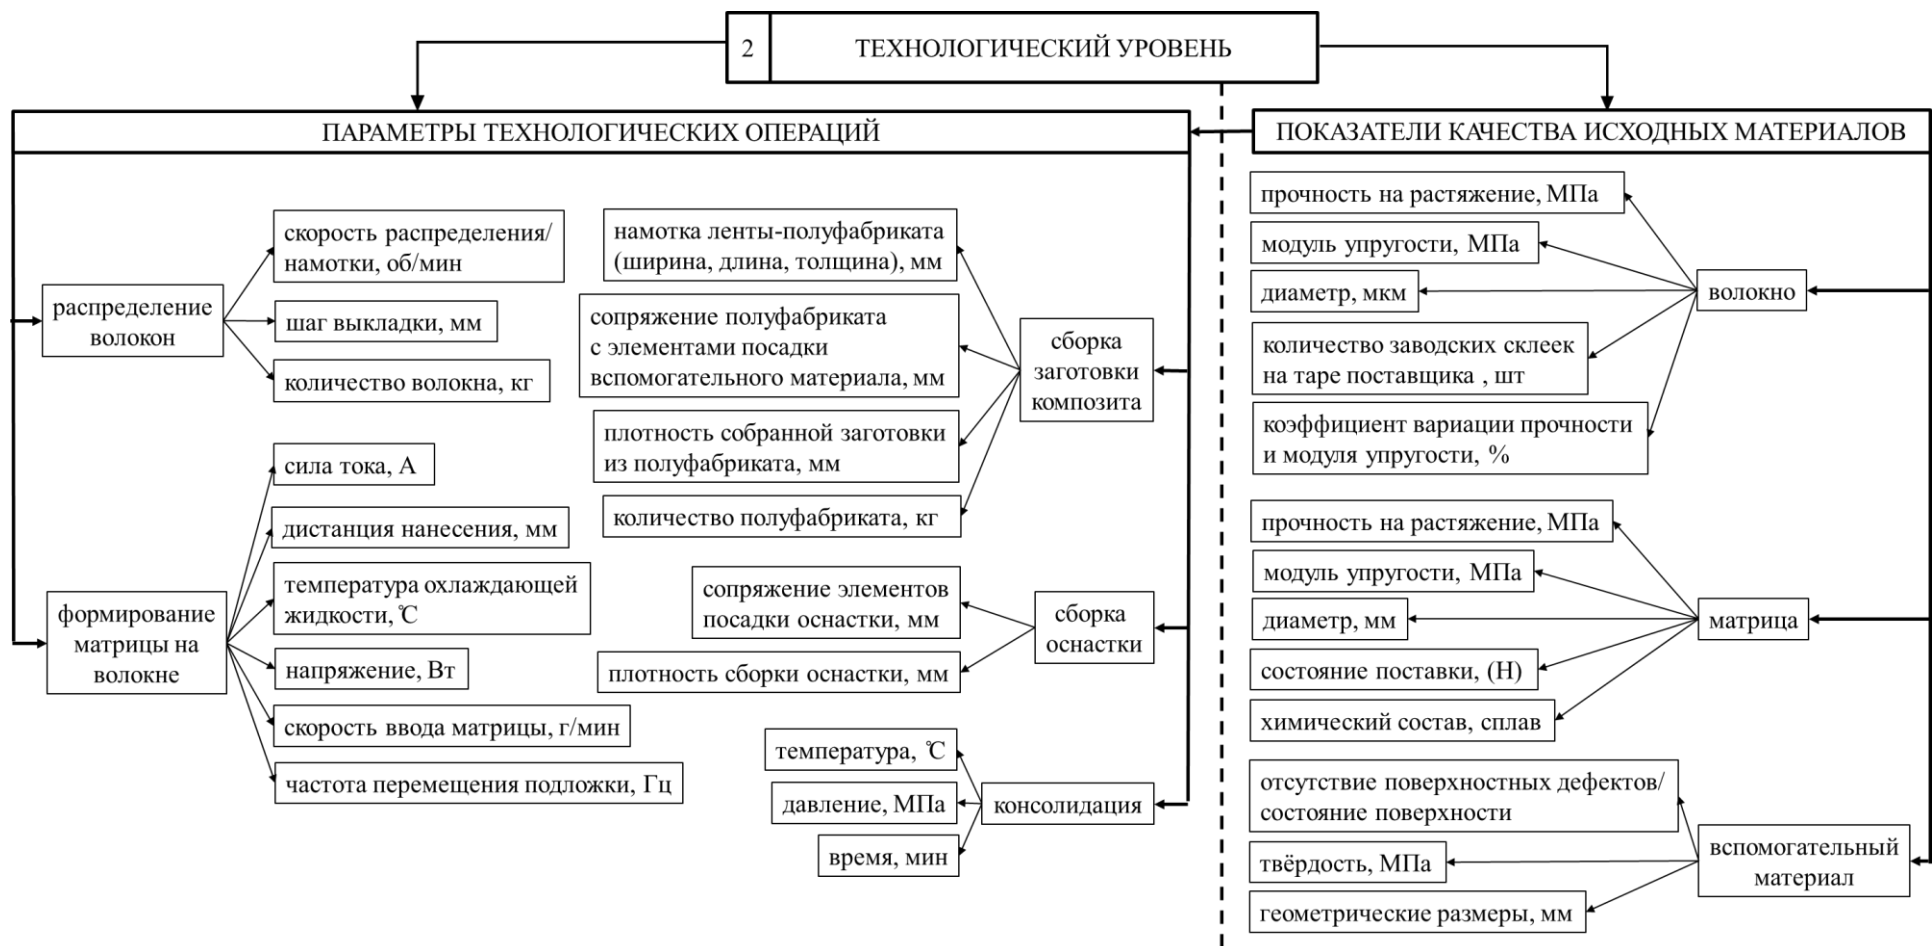 2
ТЕХНОЛОГИЧЕСКИЙ УРОВЕНЬ
ПАРАМЕТРЫ ТЕХНОЛОГИЧЕСКИХ ОПЕРАЦИЙ
распределение
волокон
скорость распределения/
намотки, об/мин
шаг выкладки, мм
количество волокна, кг
формирование
матрицы на
волокне
сила тока, А
дистанция нанесения, мм
температура охлаждающей
жидкости, ℃
напряжение, Вт
скорость ввода матрицы, г/мин
частота перемещения подложки, Гц
намотка ленты-полуфабриката
(ширина, длина, толщина), мм
сопряжение полуфабриката
с элементами посадки
вспомогательного материала, мм
плотность собранной заготовки
из полуфабриката, мм
количество полуфабриката, кг
сборка
заготовки
композита
сопряжение элементов
посадки оснастки, мм
плотность сборки оснастки, мм
сборка
оснастки
температура, ℃
давление, МПа
время, мин
консолидация
ПОКАЗАТЕЛИ КАЧЕСТВА ИСХОДНЫХ МАТЕРИАЛОВ
прочность на растяжение, МПа
модуль упругости, МПа
диаметр, мкм
количество заводских склеек
на таре поставщика , шт
коэффициент вариации прочности
и модуля упругости, %
волокно
прочность на растяжение, МПа
модуль упругости, МПа
диаметр, мм
состояние поставки, (Н)
химический состав, сплав
матрица
отсутствие поверхностных дефектов/
состояние поверхности
твёрдость, МПа
геометрические размеры, мм
вспомогательный
материал